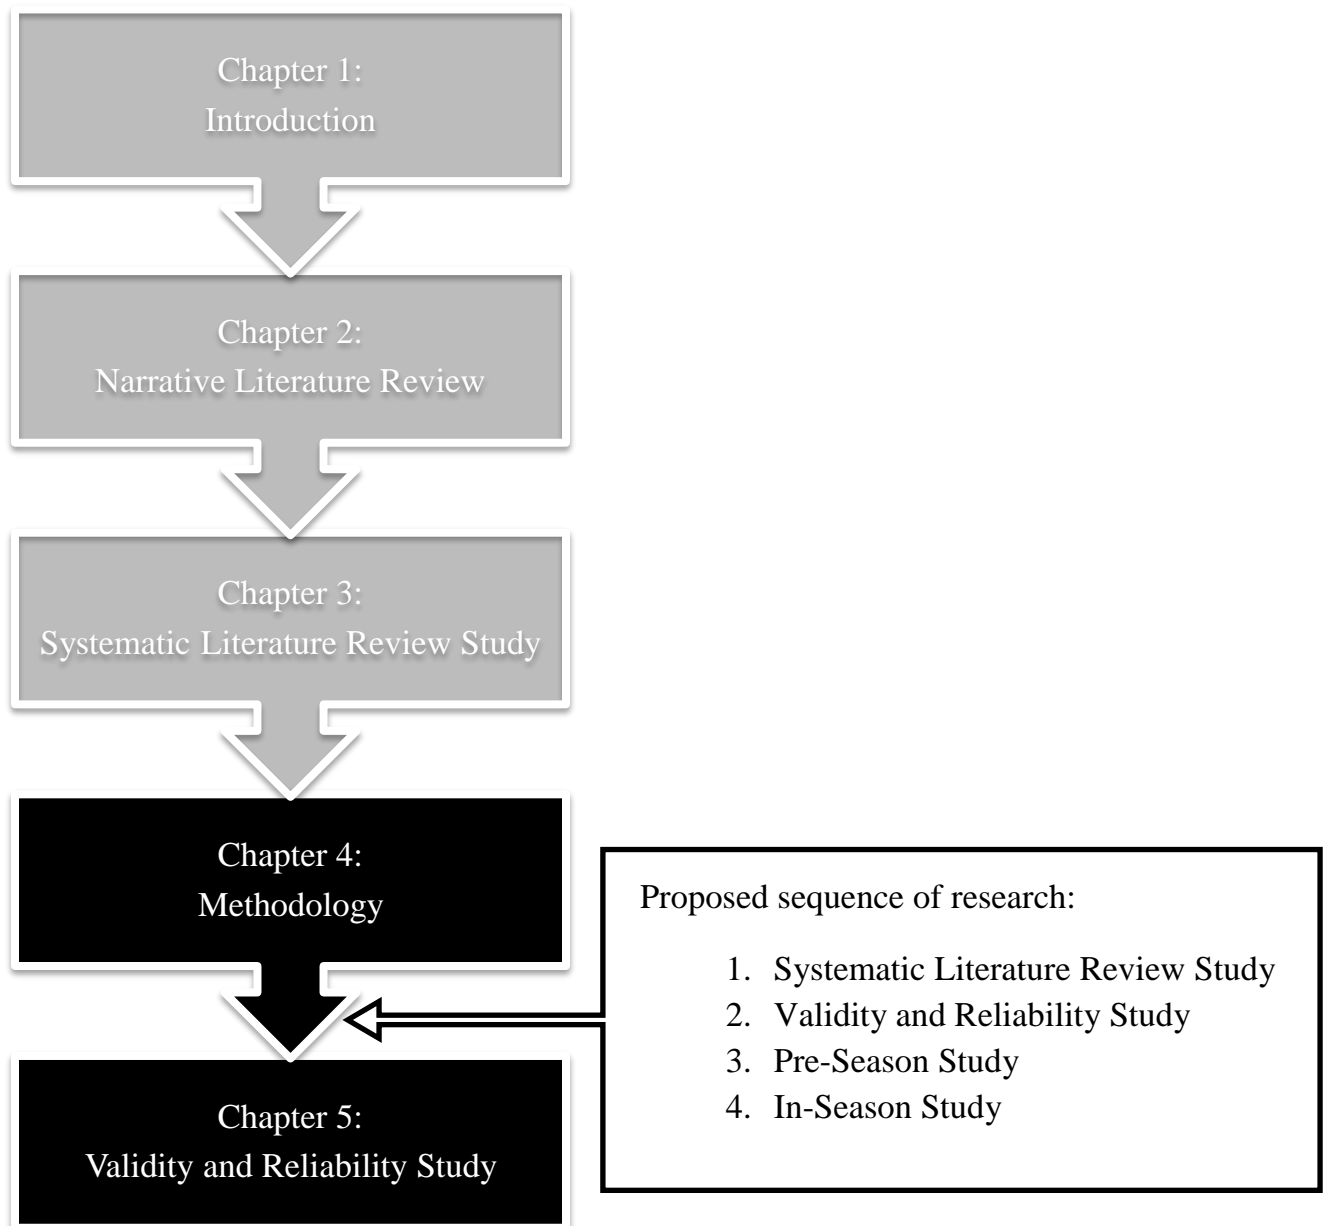 Chapter 1:
Introduction
Chapter 2:
Narrative Literature Review
Chapter 3:
Systematic Literature Review Study
Chapter 4:
Methodology
Proposed sequence of research:
1. Systematic Literature Review Study
2. Validity and Reliability Study
3. Pre-Season Study
4. In-Season Study
Chapter 5:
Validity and Reliability Study